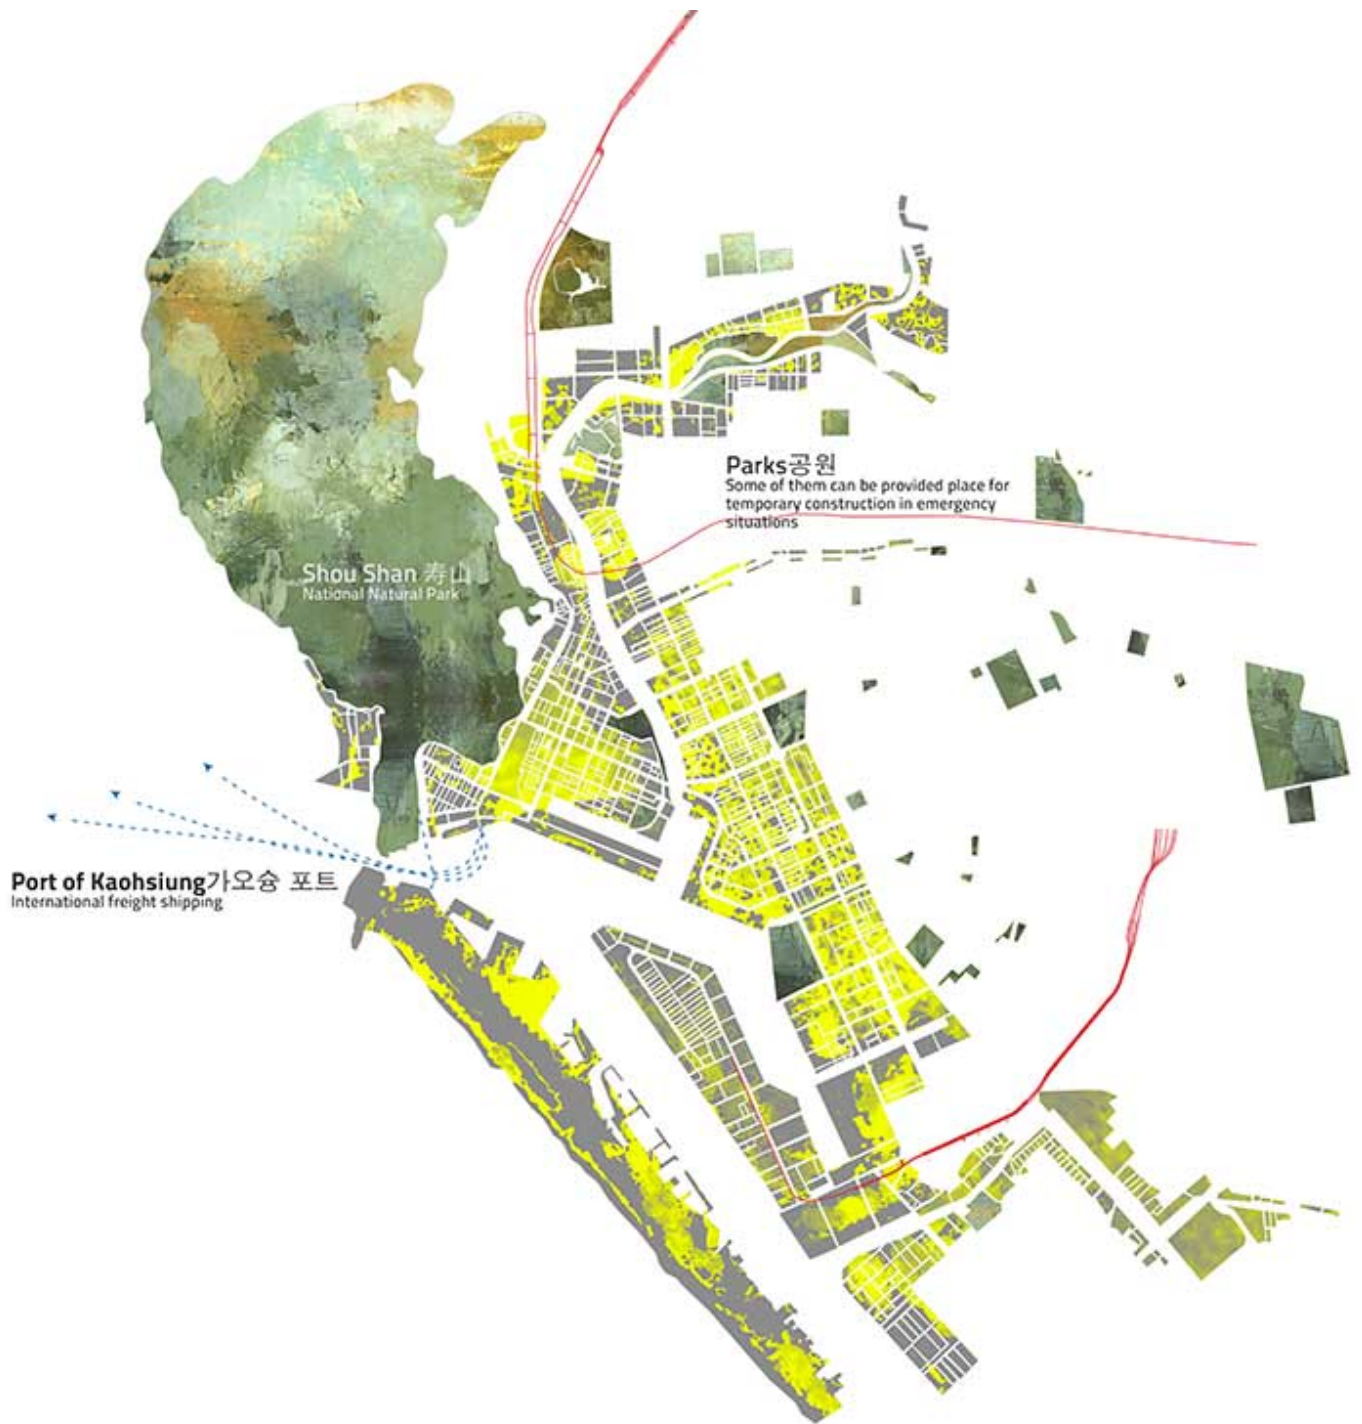 Parks공원
Some of them can be provided place for
temporary construction in emergency
situations
Shou Shan 寿山
National Natural Park
Port of Kaohsiung가오슝 포트
International freight shipping